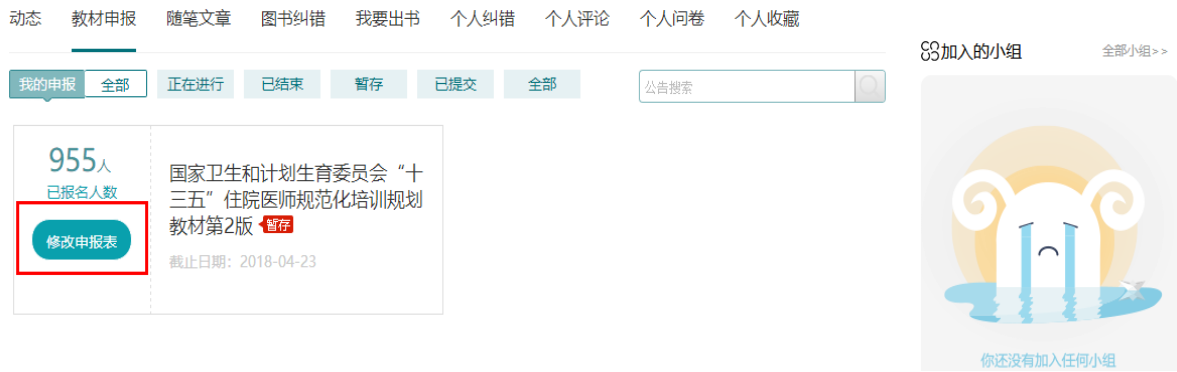 动态 教材申报 随笔文章 图书纠错 我要出书 个人纠错 个人评论 个人问卷 个人收藏
加入的小组 全部小组>>
我的申报 全部 正在进行 已结束 暂存 已提交 全部 公告搜索
955人
已报名人数
修改申报表
国家卫生和计划生育委员会“十
三五”住院医师规范化培训规划
教材第2版 暂存
截止日期：2018-04-23
你还没有加入任何小组